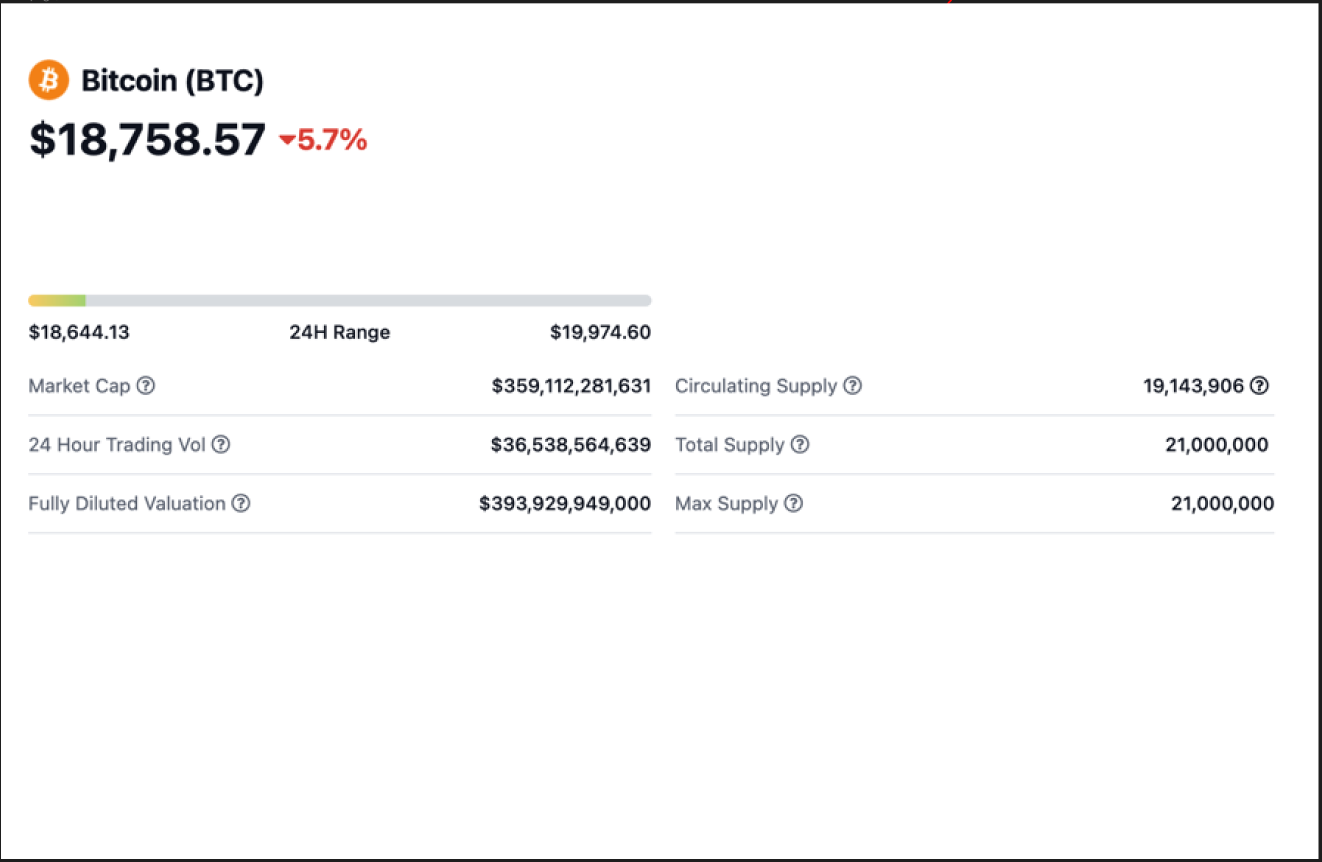 Bitcoin (BTC)
$18,758.57 5.7%
$18,644.13 24H Range $19,974.60
Market Cap $359,112,281,631 Circulating Supply 19,143,906
24 Hour Trading Vol $36,538,564,639 Total Supply 21,000,000
Fully Diluted Valuation $393,929,949,000 Max Supply 21,000,000